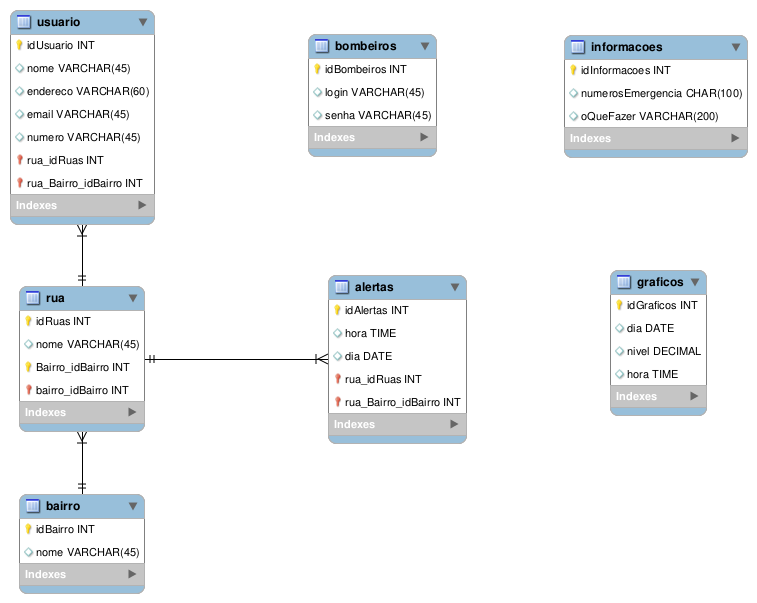 usuario
idUsuario INT
nome VARCHAR(45)
endereco VARCHAR(60)
email VARCHAR(45)
numero VARCHAR(45)
rua_idRuas INT
rua_Bairro_idBairro INT
Indexes
bombeiros
idBombeiros INT
login VARCHAR(45)
senha VARCHAR(45)
Indexes
informacoes
idInformacoes INT
numerosEmergencia CHAR(100)
oQueFazer VARCHAR(200)
Indexes
rua
idRuas INT
nome VARCHAR(45)
Bairro_idBairro INT
bairro_idBairro INT
Indexes
alertas
idAlertas INT
hora TIME
dia DATE
rua_idRuas INT
rua_Bairro_idBairro INT
Indexes
graficos
idGraficos INT
dia DATE
nivel DECIMAL
hora TIME
Indexes
bairro
idBairro INT
nome VARCHAR(45)
Indexes